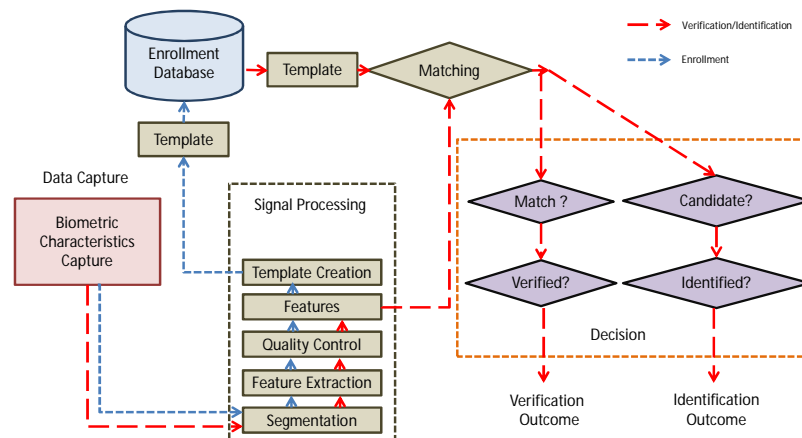 Verification/Identification
Enrollment
Enrollment
Database
Template
Matching
Template
Data Capture
Biometric
Characteristics
Capture
Signal Processing
Template Creation
Features
Quality Control
Feature Extraction
Segmentation
Match ?
Candidate?
Verified?
Identified?
Decision
Verification
Outcome
Identification
Outcome